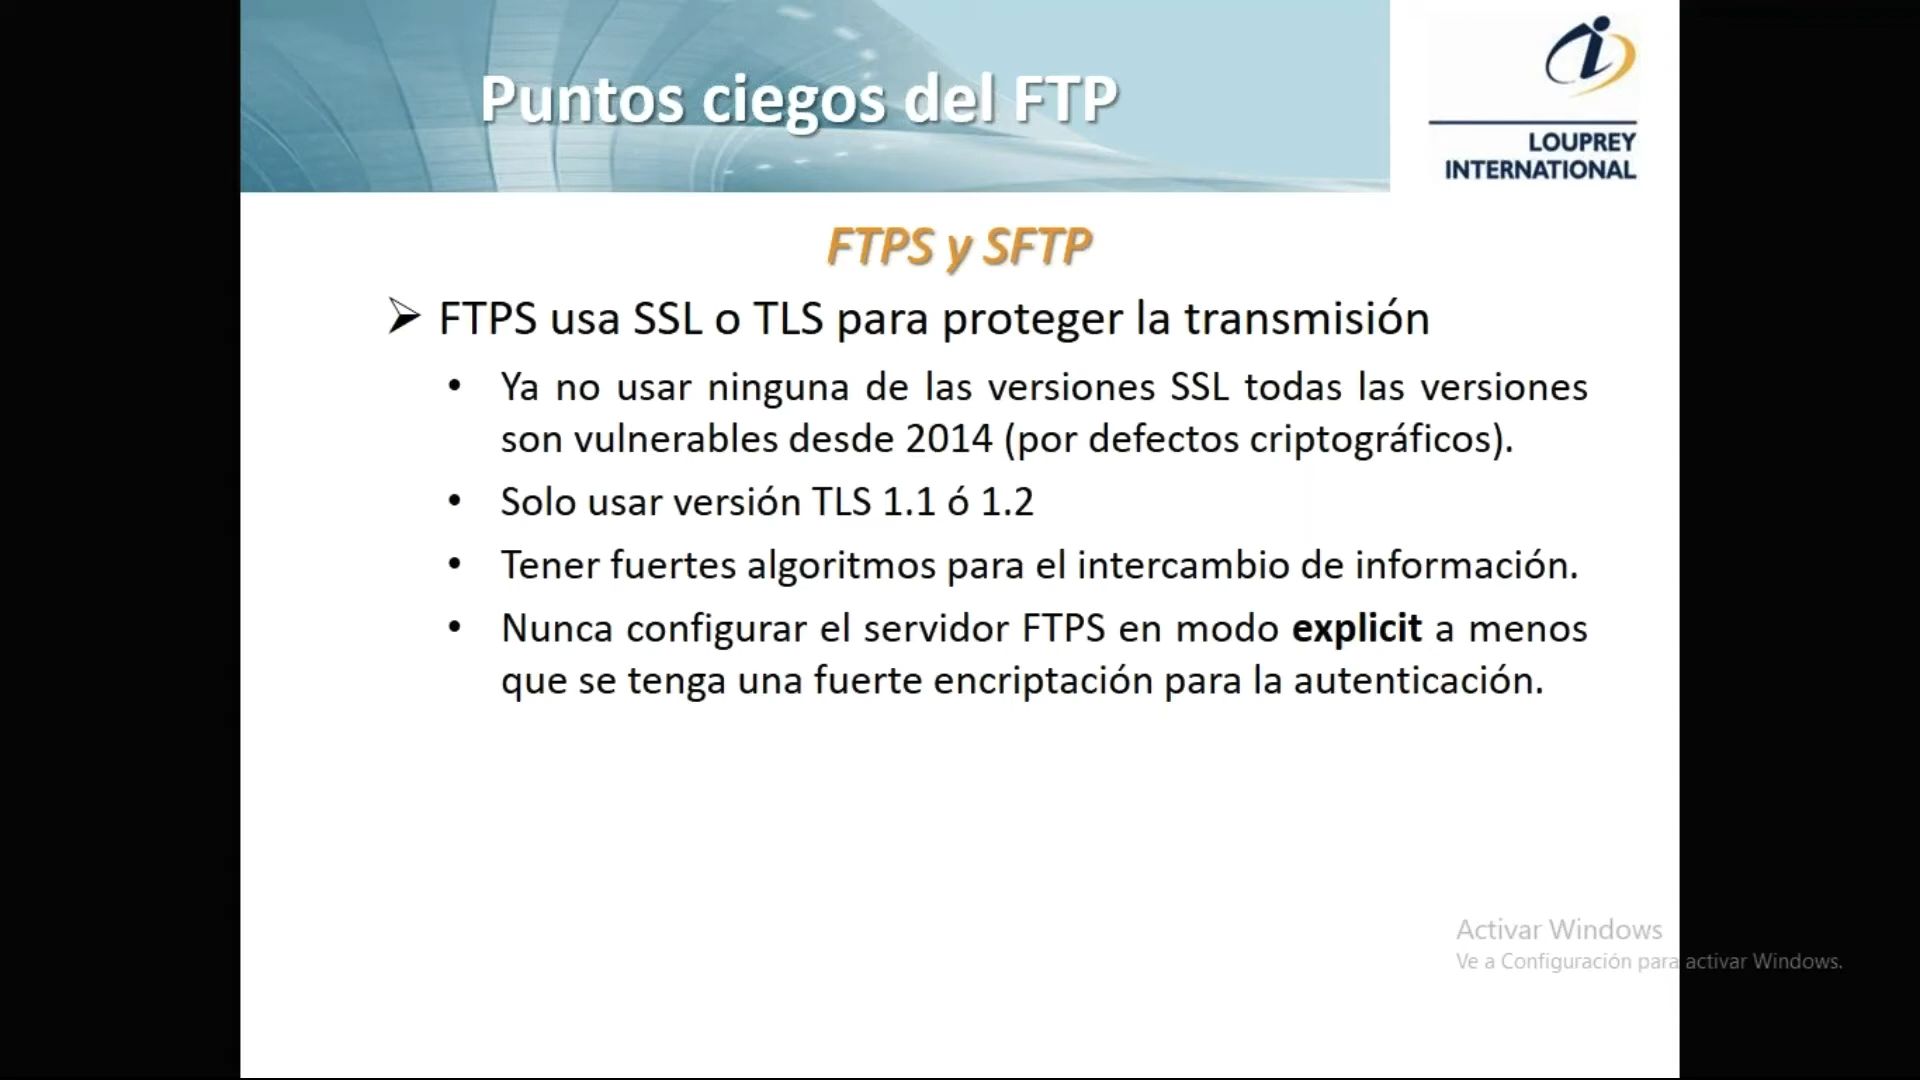 Puntos ciegos del FTP
LOUPREY
INTERNATIONAL
FTPS y SFTP
➢ FTPS usa SSL o TLS para proteger la transmisión
• Ya no usar ninguna de las versiones SSL todas las versiones
son vulnerables desde 2014 (por defectos criptográficos).
• Solo usar versión TLS 1.1 ó 1.2
• Tener fuertes algoritmos para el intercambio de información.
• Nunca configurar el servidor FTPS en modo explicit a menos
que se tenga una fuerte encriptación para la autenticación.
Activar Windows
Ve a Configuración para activar Windows.